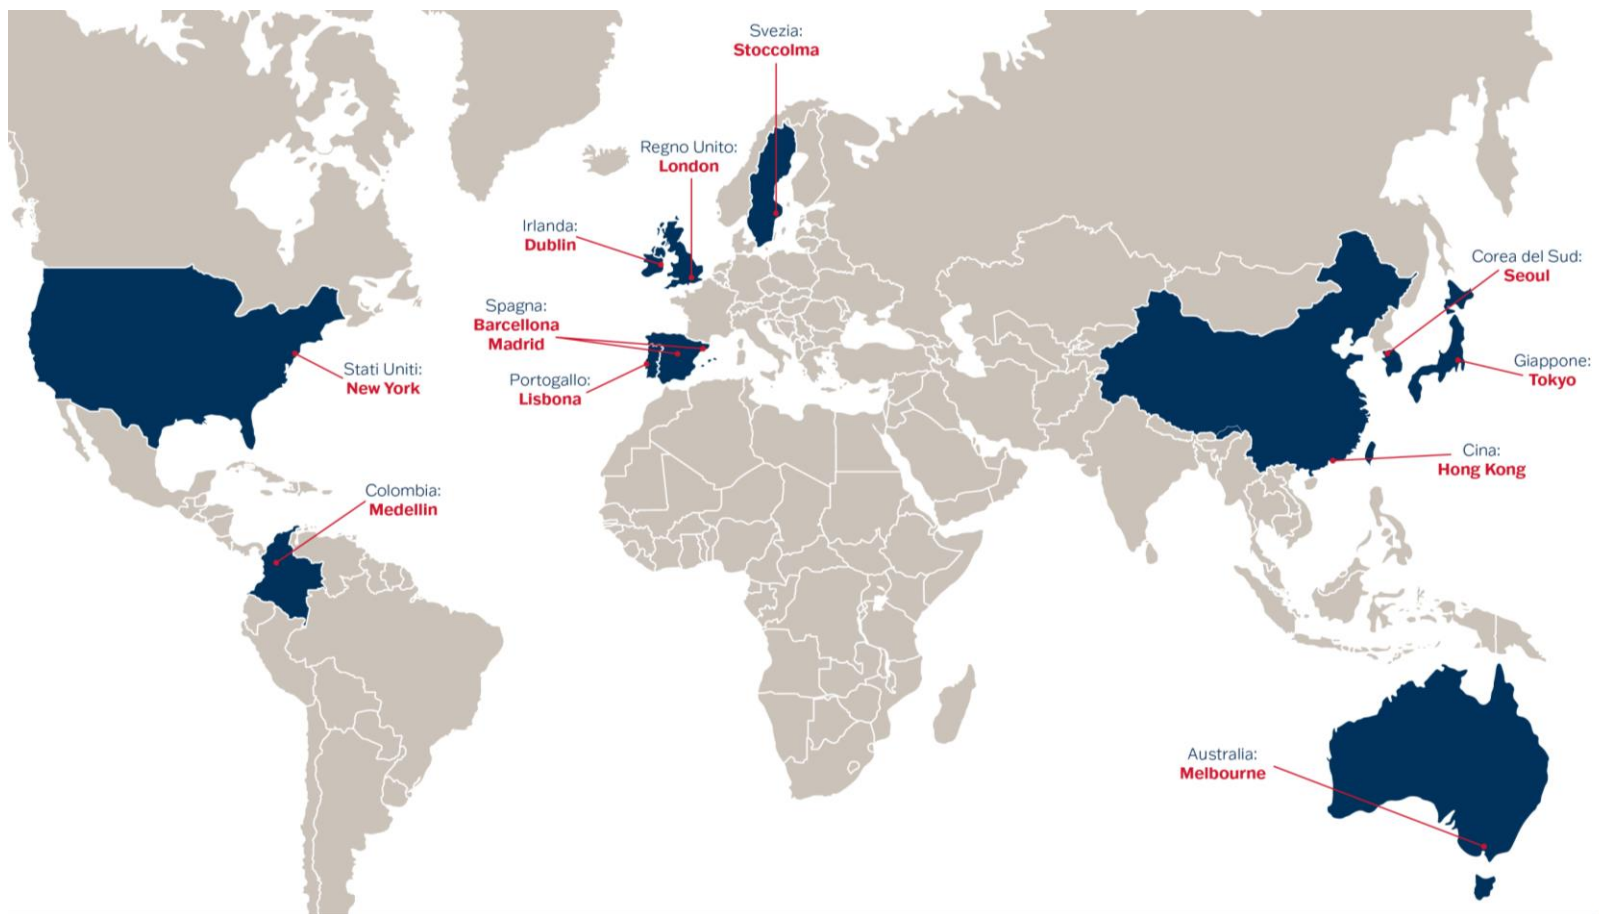 Svezia:
Stoccolma
Regno Unito:
London
Irlanda:
Dublin
Spagna:
Barcellona
Madrid
Portogallo:
Lisbona
Stati Uniti:
New York
Colombia:
Medellin
Corea del Sud:
Seoul
Giappone:
Tokyo
Cina:
Hong Kong
Australia:
Melbourne